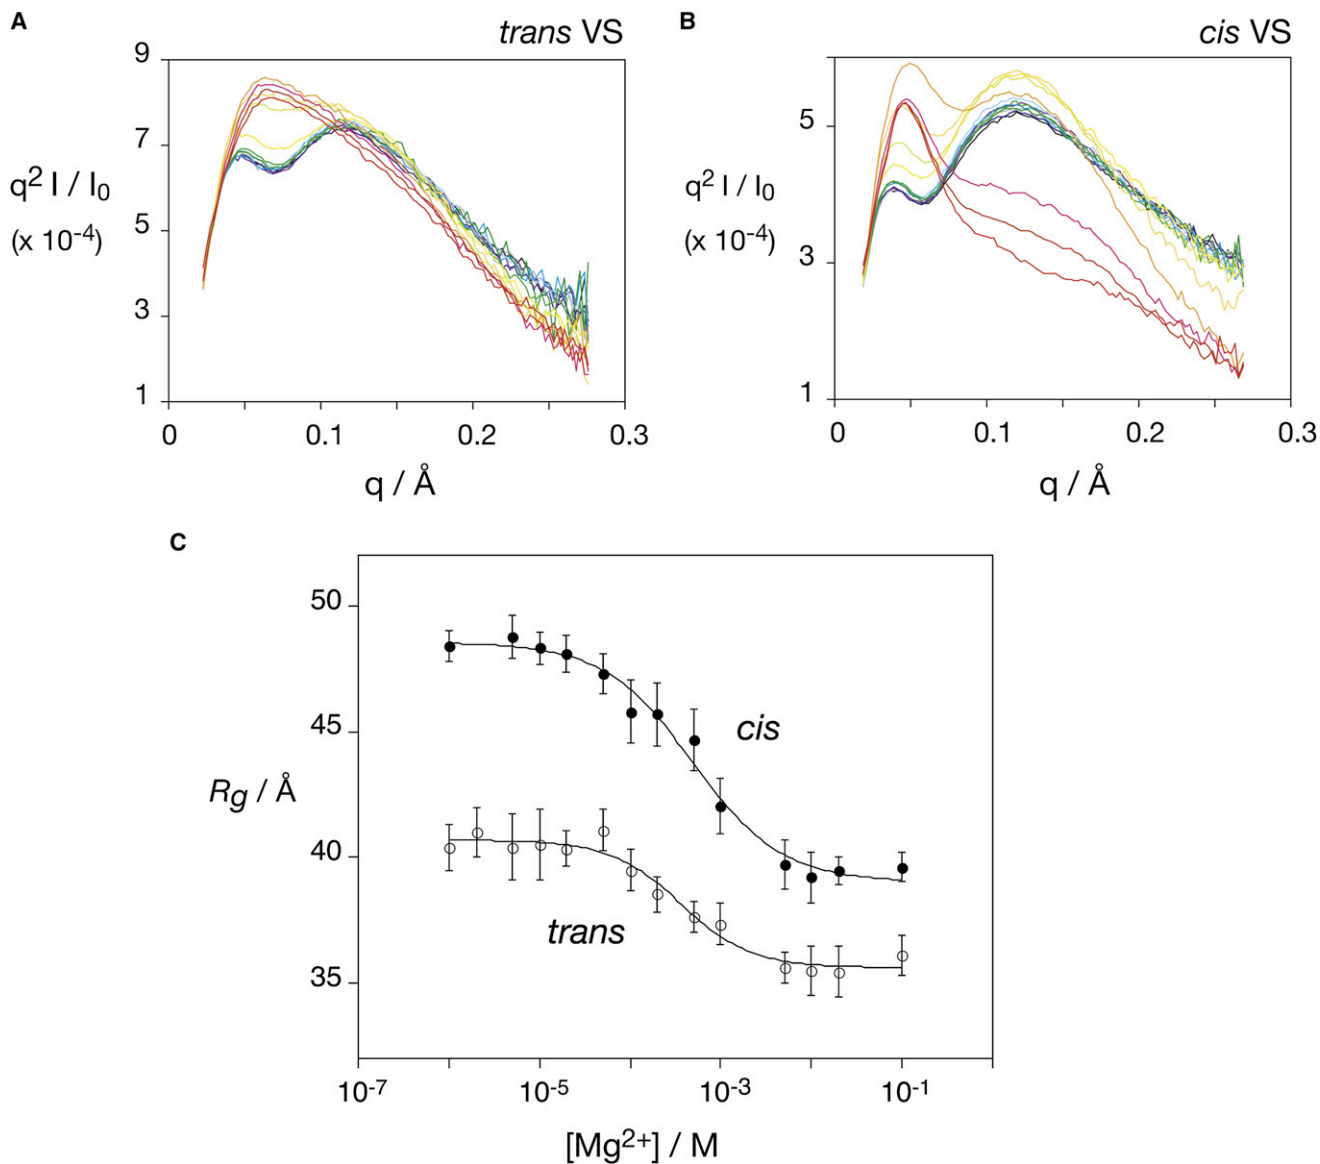 A
trans VS
9
7
5
3
1
q² I / I₀
(x 10⁻⁴)
0
0.1
0.2
0.3
q / Å
B
cis VS
5
3
1
q² I / I₀
(x 10⁻⁴)
0
0.1
0.2
0.3
q / Å
C
50
45
40
35
Rg / Å
cis
trans
10⁻⁷
10⁻⁵
10⁻³
10⁻¹
[Mg²⁺] / M